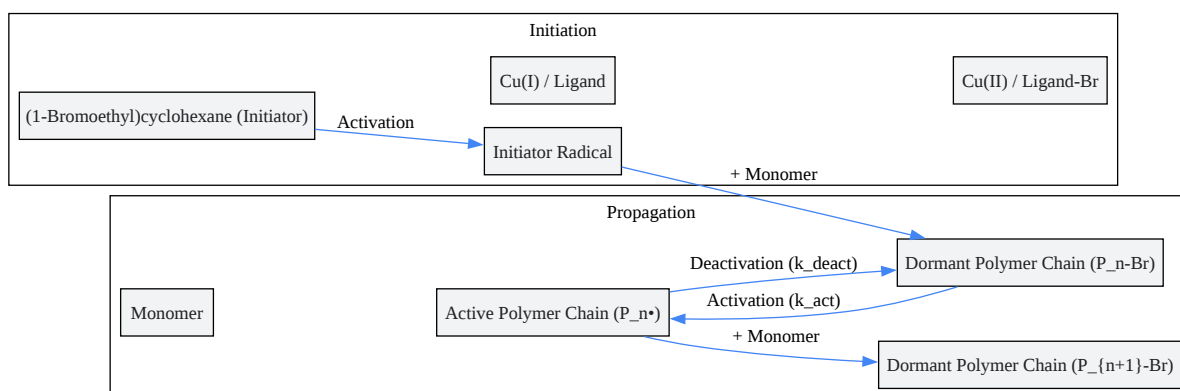 Initiation
Cu(I) / Ligand
Cu(II) / Ligand-Br
(1-Bromoethyl)cyclohexane (Initiator)
Activation
Initiator Radical
+ Monomer
Propagation
Deactivation (k_deact)
Dormant Polymer Chain (P_n-Br)
Activation (k_act)
Monomer
Active Polymer Chain (P_n•)
+ Monomer
Dormant Polymer Chain (P_{n+1}-Br)